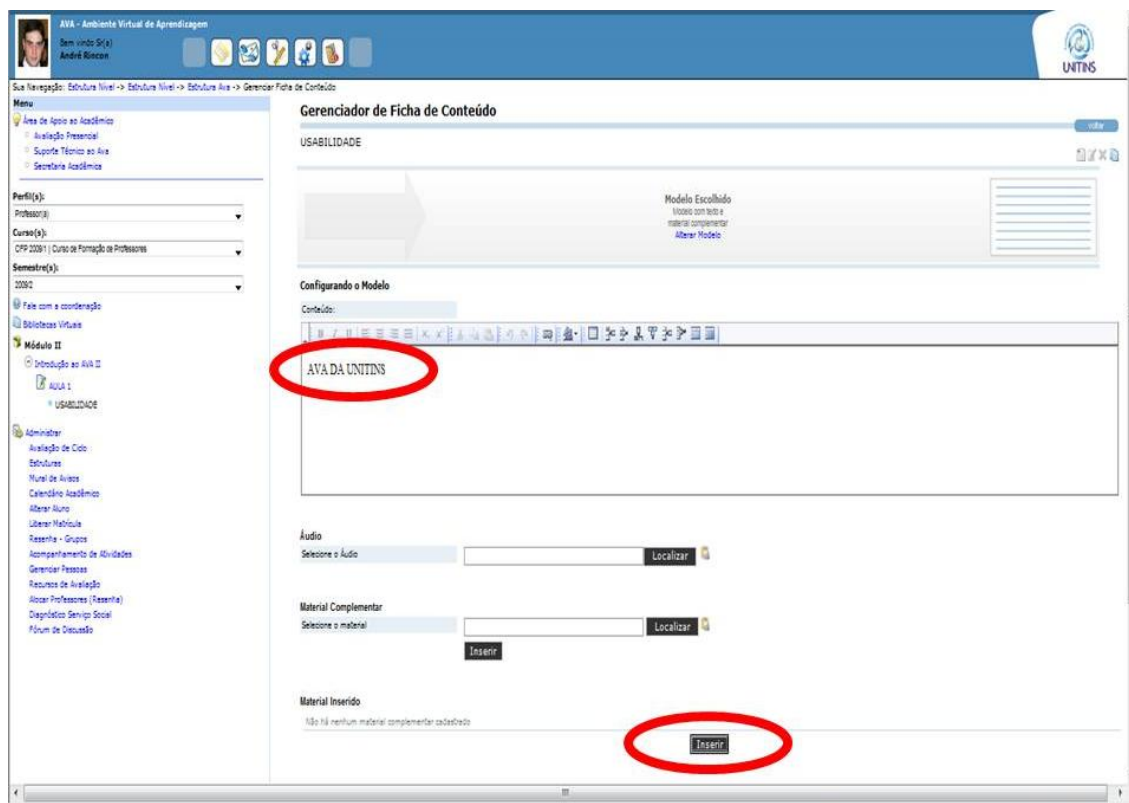 AVA - Ambiente Virtual de Aprendizagem
Bem vindo Sr(a)
André Rincon
UNITINS
Sua Navegação: Estrutura Nível -> Estrutura Nível -> Estrutura Ava -> Gerenciar Ficha de Conteúdo
Menu
Área de Apoio ao Acadêmico
Avaliação Presencial
Suporte Técnico ao Ava
Secretaria Acadêmica
Perfil(s):
Professor(a)
Curso(s):
CFP 2009/1 | Curso de Formação de Professores
Semestre(s):
2009/2
Fale com a coordenação
Bibliotecas Virtuais
Módulo II
Introdução ao AVA II
AULA 1
USABILIDADE
Administrar
Avaliação de Ciclo
Estruturas
Mural de Avisos
Calendário Acadêmico
Alterar Aluno
Liberar Matrícula
Resenha - Grupos
Acompanhamento de Atividades
Gerenciar Pessoas
Recursos de Avaliação
Alocar Professores (Resenha)
Diagnóstico Serviço Social
Fórum de Discussão
Gerenciador de Ficha de Conteúdo
voltar
USABILIDADE
Modelo Escolhido
Modelo com texto e
material complementar
Alterar Modelo
Configurando o Modelo
Conteúdo:
AVA DA UNITINS
Áudio
Selecione o Áudio
Localizar
Material Complementar
Selecione o material
Localizar
Inserir
Material Inserido
Não há nenhum material complementar cadastrado
Inserir